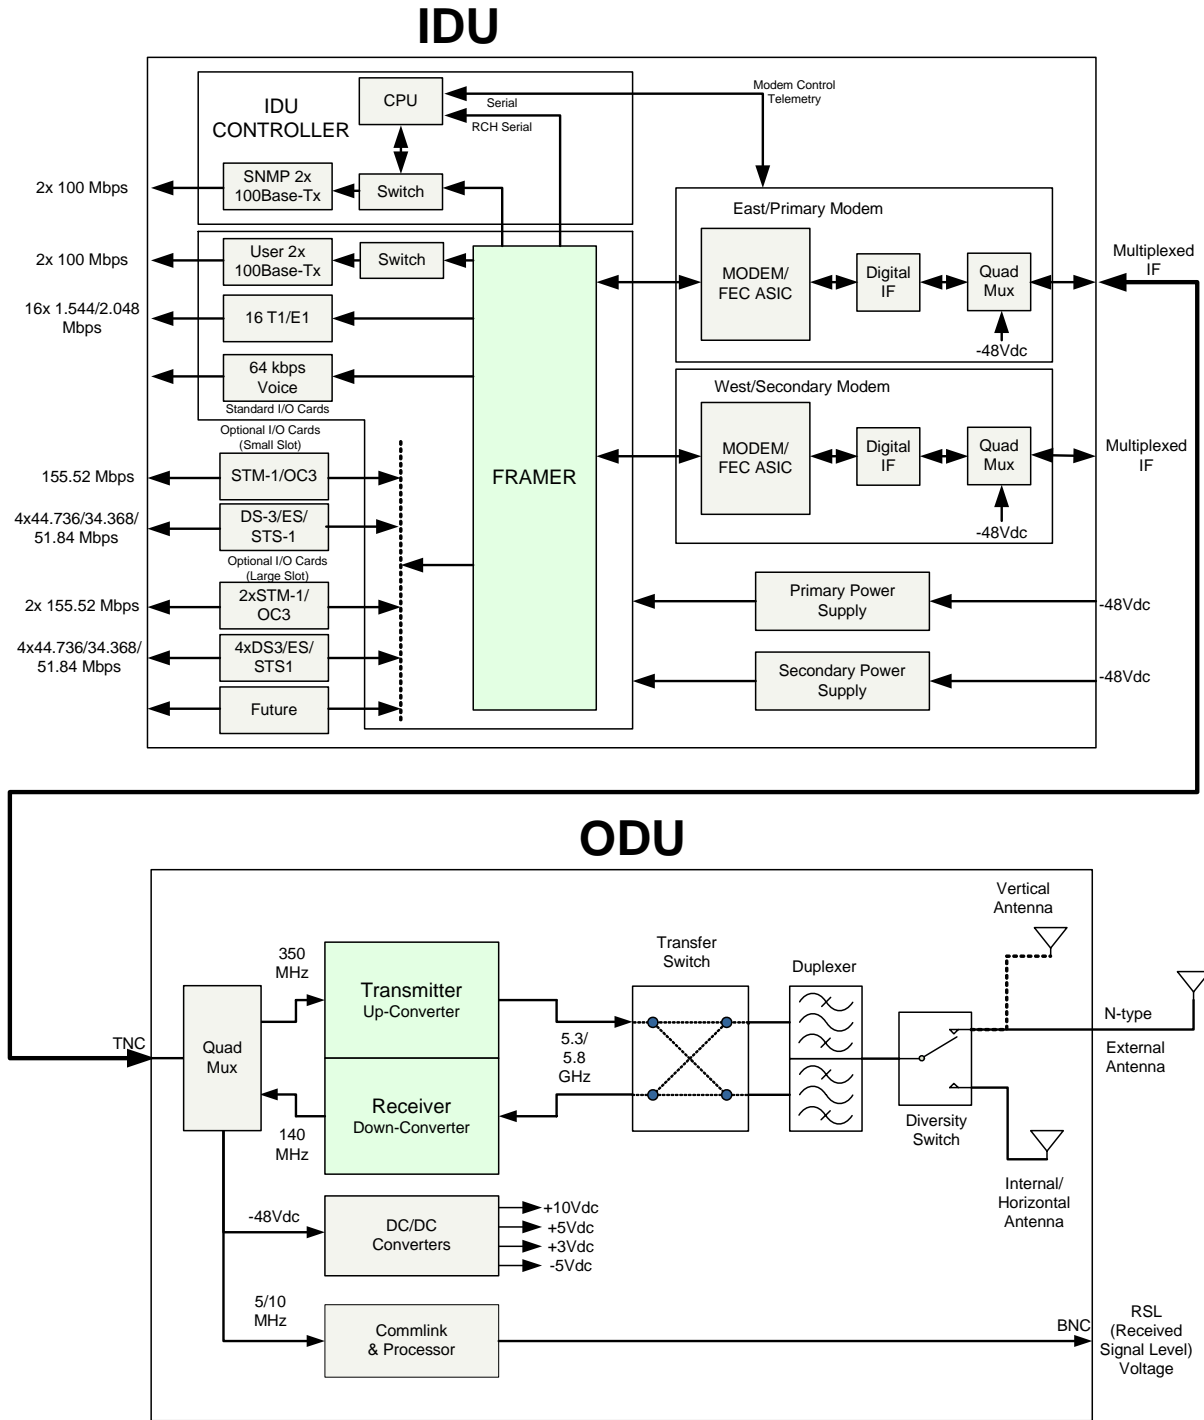 IDU
IDU
CONTROLLER
CPU
Serial
RCH Serial
Modem Control
Telemetry
2x 100 Mbps
SNMP 2x
100Base-Tx
Switch
2x 100 Mbps
User 2x
100Base-Tx
Switch
16x 1.544/2.048
Mbps
16 T1/E1
64 kbps
Voice
Standard I/O Cards
Optional I/O Cards
(Small Slot)
155.52 Mbps
STM-1/OC3
4x44.736/34.368/
51.84 Mbps
DS-3/ES/
STS-1
Optional I/O Cards
(Large Slot)
2x 155.52 Mbps
2xSTM-1/
OC3
4x44.736/34.368/
51.84 Mbps
4xDS3/ES/
STS1
Future
FRAMER
East/Primary Modem
MODEM/
FEC ASIC
Digital
IF
Quad
Mux
-48Vdc
Multiplexed
IF
West/Secondary Modem
MODEM/
FEC ASIC
Digital
IF
Quad
Mux
-48Vdc
Multiplexed
IF
Primary Power
Supply
-48Vdc
Secondary Power
Supply
-48Vdc
ODU
TNC
Quad
Mux
350
MHz
140
MHz
Transmitter
Up-Converter
Receiver
Down-Converter
5.3/
5.8
GHz
Transfer
Switch
Duplexer
Diversity
Switch
Vertical
Antenna
N-type
External
Antenna
Internal/
Horizontal
Antenna
-48Vdc
DC/DC
Converters
+10Vdc
+5Vdc
+3Vdc
-5Vdc
5/10
MHz
Commlink
& Processor
BNC
RSL
(Received
Signal Level)
Voltage